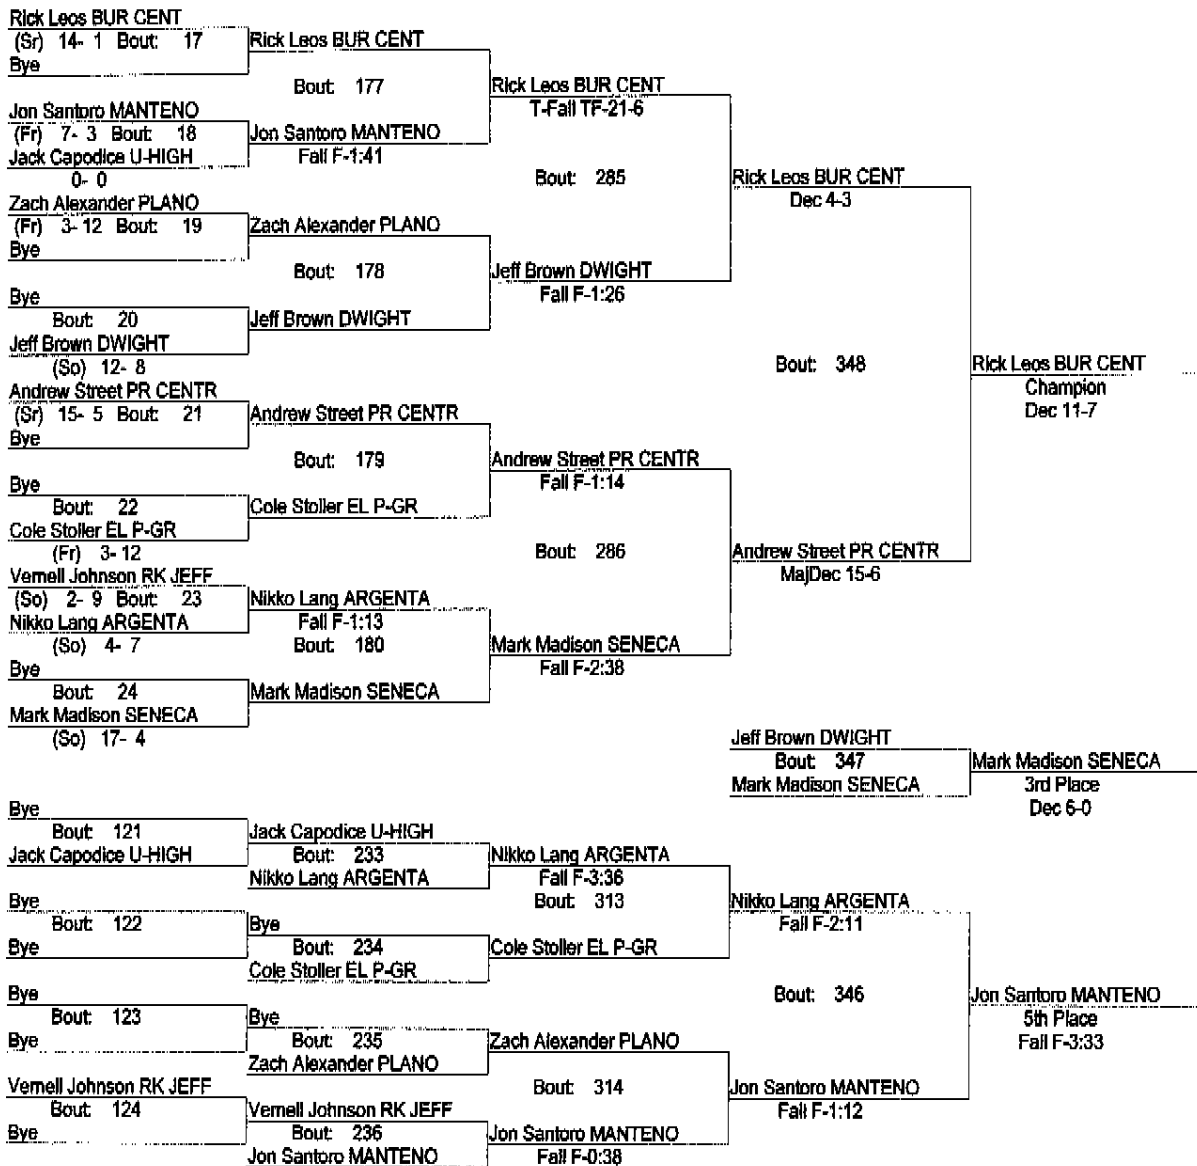 Rick Leos BUR CENT
(Sr) 14- 1 Bout: 17
Bye
Rick Leos BUR CENT
Bout: 177
Jon Santoro MANTENO
(Fr) 7- 3 Bout: 18
Jack Capodice U-HIGH
0- 0
Jon Santoro MANTENO
Fall F-1:41
Rick Leos BUR CENT
T-Fall TF-21-6
Bout: 285
Zach Alexander PLANO
(Fr) 3- 12 Bout: 19
Bye
Zach Alexander PLANO
Bout: 178
Bye
Bout: 20
Jeff Brown DWIGHT
(So) 12- 8
Jeff Brown DWIGHT
Jeff Brown DWIGHT
Fall F-1:26
Rick Leos BUR CENT
Dec 4-3
Bout: 348
Rick Leos BUR CENT
Champion
Dec 11-7
Andrew Street PR CENTR
(Sr) 15- 5 Bout: 21
Bye
Andrew Street PR CENTR
Bout: 179
Bye
Bout: 22
Cole Stoller EL P-GR
(Fr) 3- 12
Cole Stoller EL P-GR
Andrew Street PR CENTR
Fall F-1:14
Bout: 286
Andrew Street PR CENTR
MajDec 15-6
Vernell Johnson RK JEFF
(So) 2- 9 Bout: 23
Nikko Lang ARGENTA
(So) 4- 7
Nikko Lang ARGENTA
Fall F-1:13
Bout: 180
Bye
Bout: 24
Mark Madison SENECA
(So) 17- 4
Mark Madison SENECA
Mark Madison SENECA
Fall F-2:38
Jeff Brown DWIGHT
Bout: 347
Mark Madison SENECA
Mark Madison SENECA
3rd Place
Dec 6-0
Bye
Bout: 121
Jack Capodice U-HIGH
Jack Capodice U-HIGH
Bout: 233
Nikko Lang ARGENTA
Nikko Lang ARGENTA
Fall F-3:36
Bout: 313
Bye
Bout: 122
Bye
Bye
Bout: 234
Cole Stoller EL P-GR
Cole Stoller EL P-GR
Nikko Lang ARGENTA
Fall F-2:11
Bout: 346
Bye
Bout: 123
Bye
Bye
Bout: 235
Zach Alexander PLANO
Zach Alexander PLANO
Bout: 314
Vernell Johnson RK JEFF
Bout: 124
Bye
Vernell Johnson RK JEFF
Bout: 236
Jon Santoro MANTENO
Jon Santoro MANTENO
Fall F-0:38
Jon Santoro MANTENO
Fall F-1:12
Jon Santoro MANTENO
5th Place
Fall F-3:33